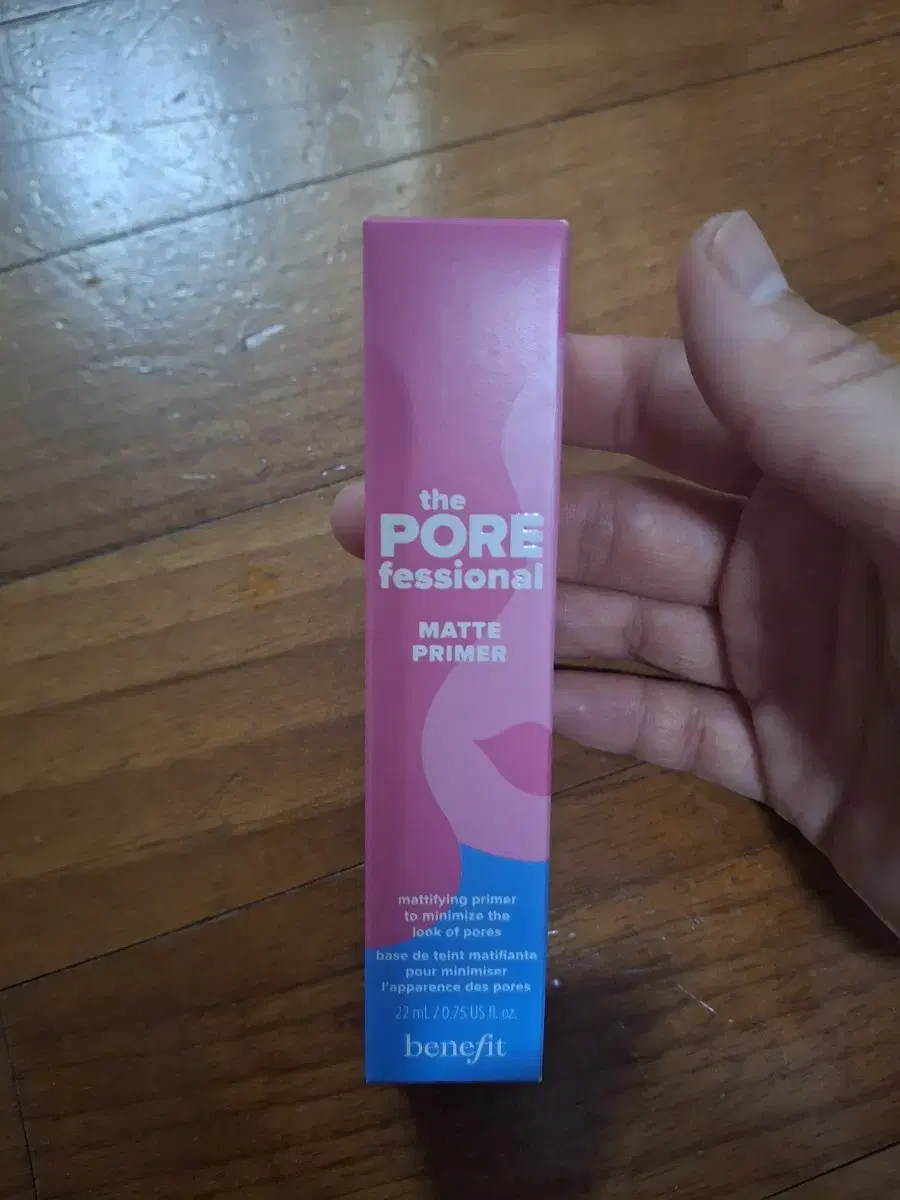 the
PORE
fessional
MATTE
PRIMER
mattifying primer
to minimize the
look of pores
base de teint matifiante
pour minimiser
l'apparence des pores
22 mL / 0.75 US fl. oz.
benefit